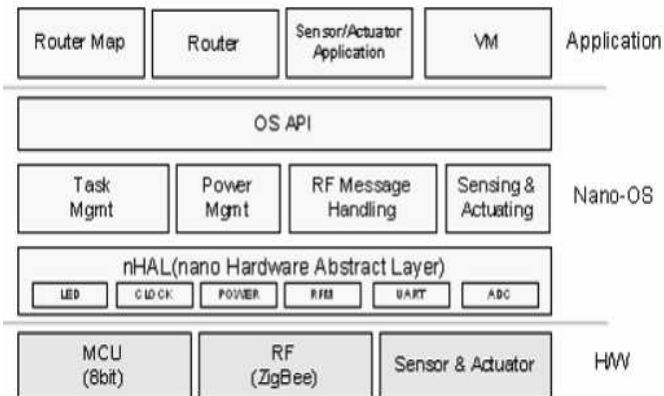 Router Map
Router
Sensor/Actuator
Application
VM
Application
OS API
Task
Mgmt
Power
Mgmt
RF Message
Handling
Sensing &
Actuating
Nano-OS
nHAL(nano Hardware Abstract Layer)
LED
CLOCK
POWER
RFM
UART
ADC
MCU
(8bit)
RF
(ZigBee)
Sensor & Actuator
H/W